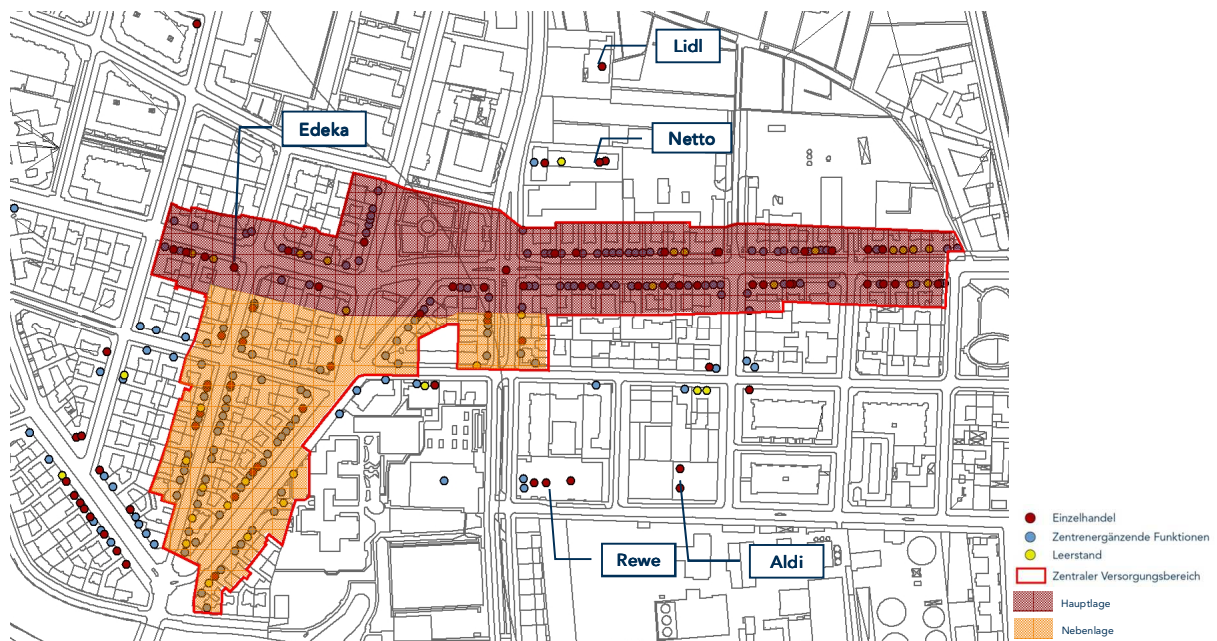 Lidl
Edeka
Netto
Rewe
Aldi
Einzelhandel
Zentrenergänzende Funktionen
Leerstand
Zentraler Versorgungsbereich
Hauptlage
Nebenlage